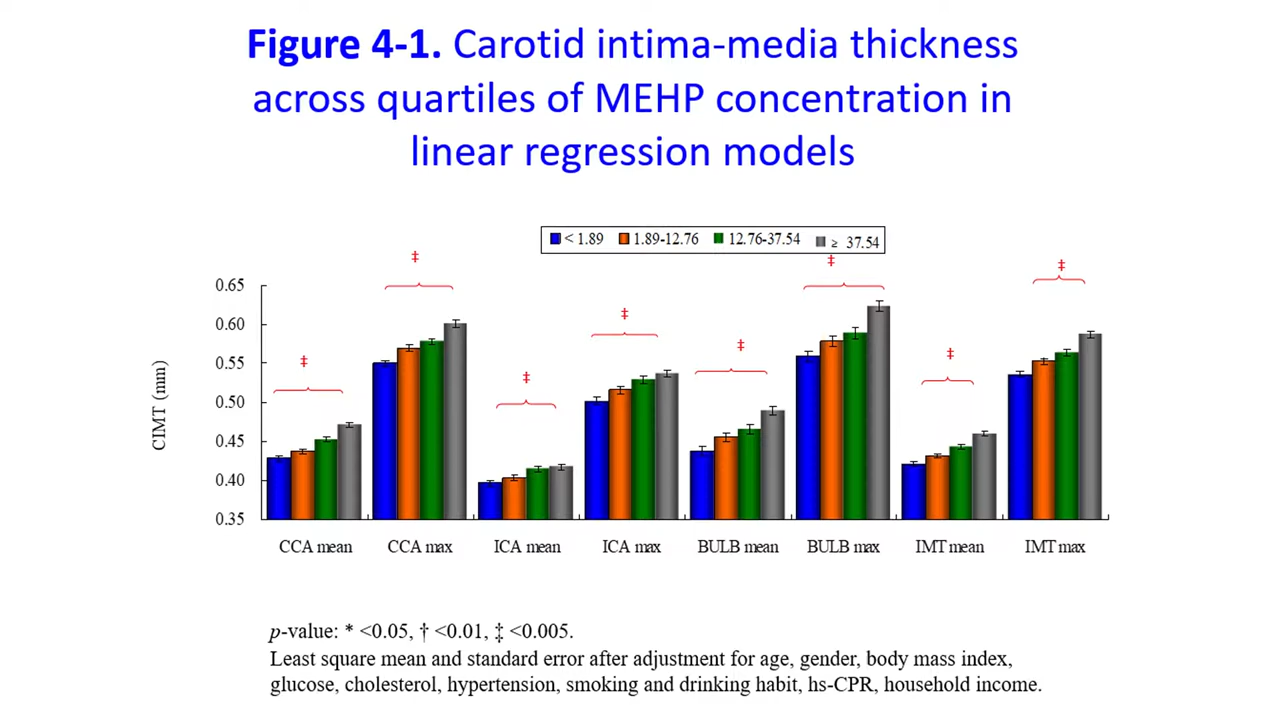 Figure 4-1. Carotid intima-media thickness
across quartiles of MEHP concentration in
linear regression models
< 1.89 1.89-12.76 12.76-37.54 ≥ 37.54
‡ ‡ ‡ ‡ ‡ ‡ ‡ ‡
CIMT (mm)
0.65
0.60
0.55
0.50
0.45
0.40
0.35
CCA mean CCA max ICA mean ICA max BULB mean BULB max IMT mean IMT max
p-value: * <0.05, † <0.01, ‡ <0.005.
Least square mean and standard error after adjustment for age, gender, body mass index,
glucose, cholesterol, hypertension, smoking and drinking habit, hs-CPR, household income.